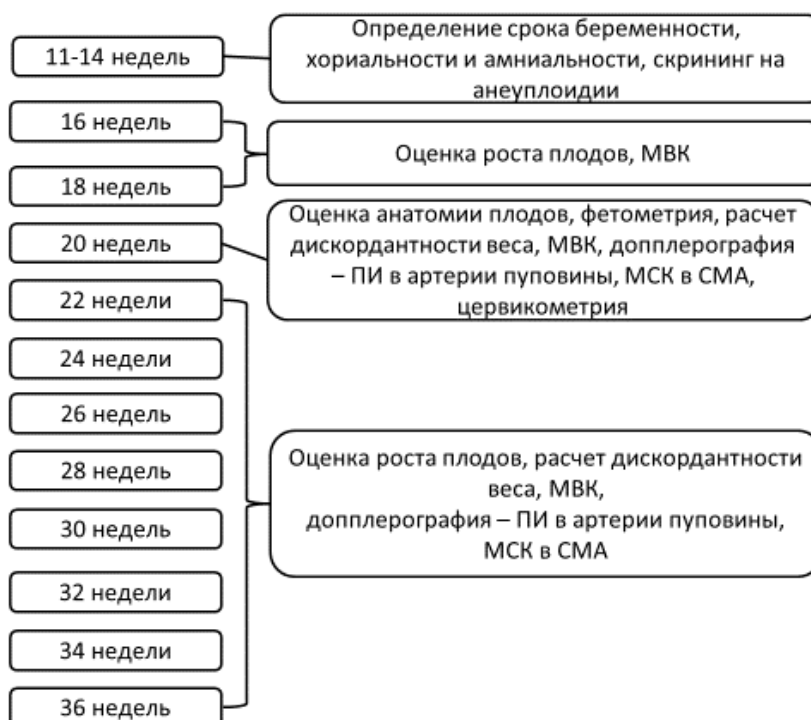 11-14 недель
Определение срока беременности,
хориальности и амниальности, скрининг на
анеуплоидии
16 недель
18 недель
Оценка роста плодов, МВК
20 недель
Оценка анатомии плодов, фетометрия, расчет
дискордантности веса, МВК, допплерография
– ПИ в артерии пуповины, МСК в СМА,
цервикометрия
22 недели
24 недели
26 недель
28 недель
30 недель
32 недели
34 недели
36 недель
Оценка роста плодов, расчет дискордантности
веса, МВК,
допплерография – ПИ в артерии пуповины,
МСК в СМА